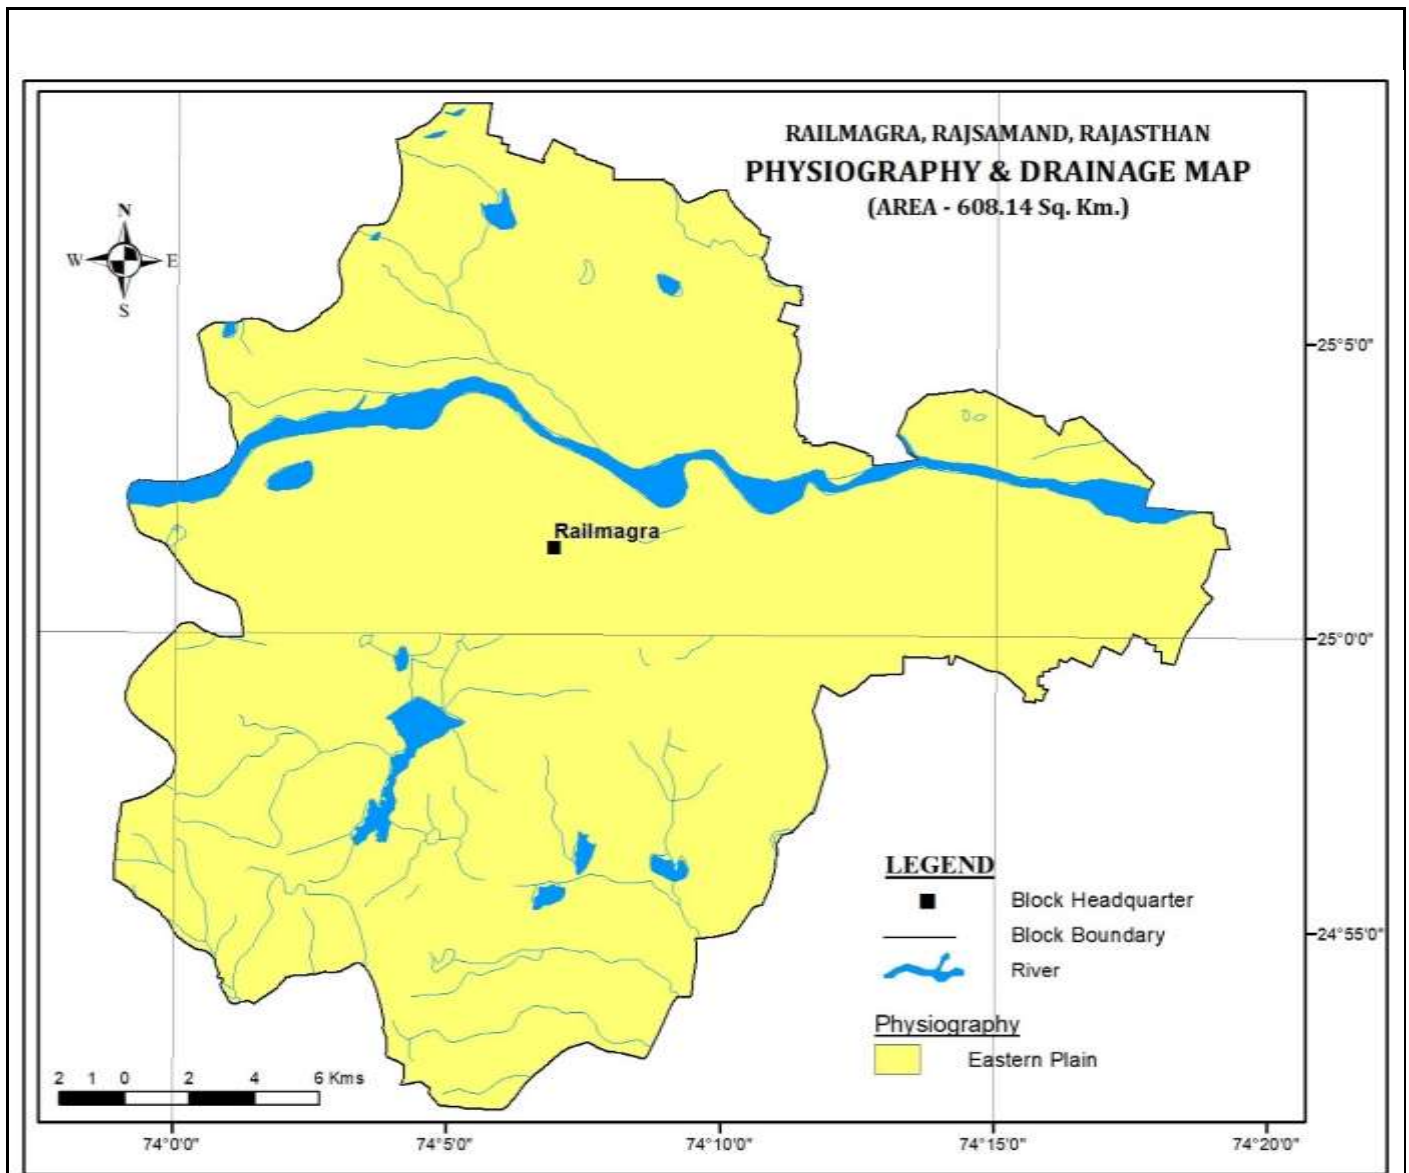 RAILMAGRA, RAJSAMAND, RAJASTHAN
PHYSIOGRAPHY & DRAINAGE MAP
(AREA - 608.14 Sq. Km.)
N
W E
S
25°5'0"
Railmagra
25°0'0"
LEGEND
Block Headquarter
Block Boundary
River
24°55'0"
Physiography
Eastern Plain
2 1 0 2 4 6 Kms
74°0'0" 74°5'0" 74°10'0" 74°15'0" 74°20'0"